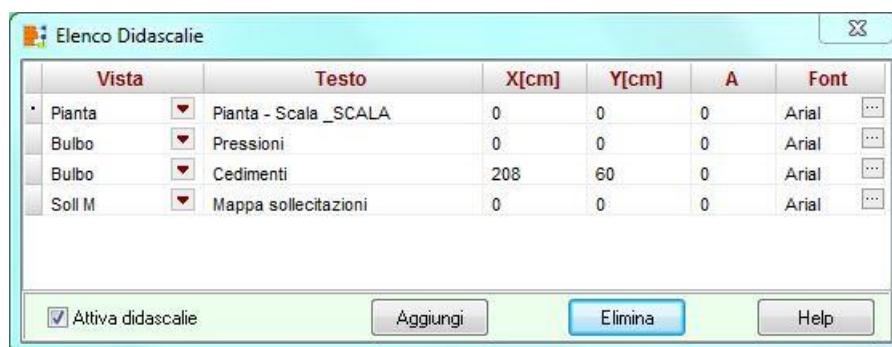 Elenco Didascalie
Vista Testo X[cm] Y[cm] A Font
Pianta Pianta - Scala _SCALA 0 0 0 Arial ...
Bulbo Pressioni 0 0 0 Arial ...
Bulbo Cedimenti 208 60 0 Arial ...
Soll M Mappa sollecitazioni 0 0 0 Arial ...
Attiva didascalie Aggiungi Elimina Help